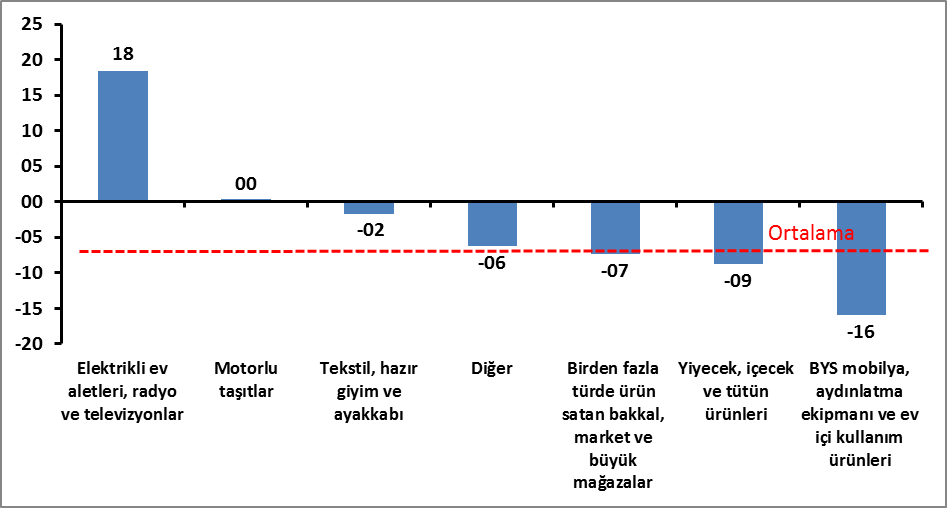 25
20
15
10
05
00
-05
-10
-15
-20
18
00
-02
-06
-07
-09
-16
Ortalama
Elektrikli ev
aletleri, radyo
ve televizyonlar
Motorlu
taşıtlar
Tekstil, hazır
giyim ve
ayakkabı
Diğer
Birden fazla
türde ürün
satan bakkal,
market ve
büyük
mağazalar
Yiyecek, içecek
ve tütün
ürünleri
BYS mobilya,
aydınlatma
ekipmanı ve ev
içi kullanım
ürünleri